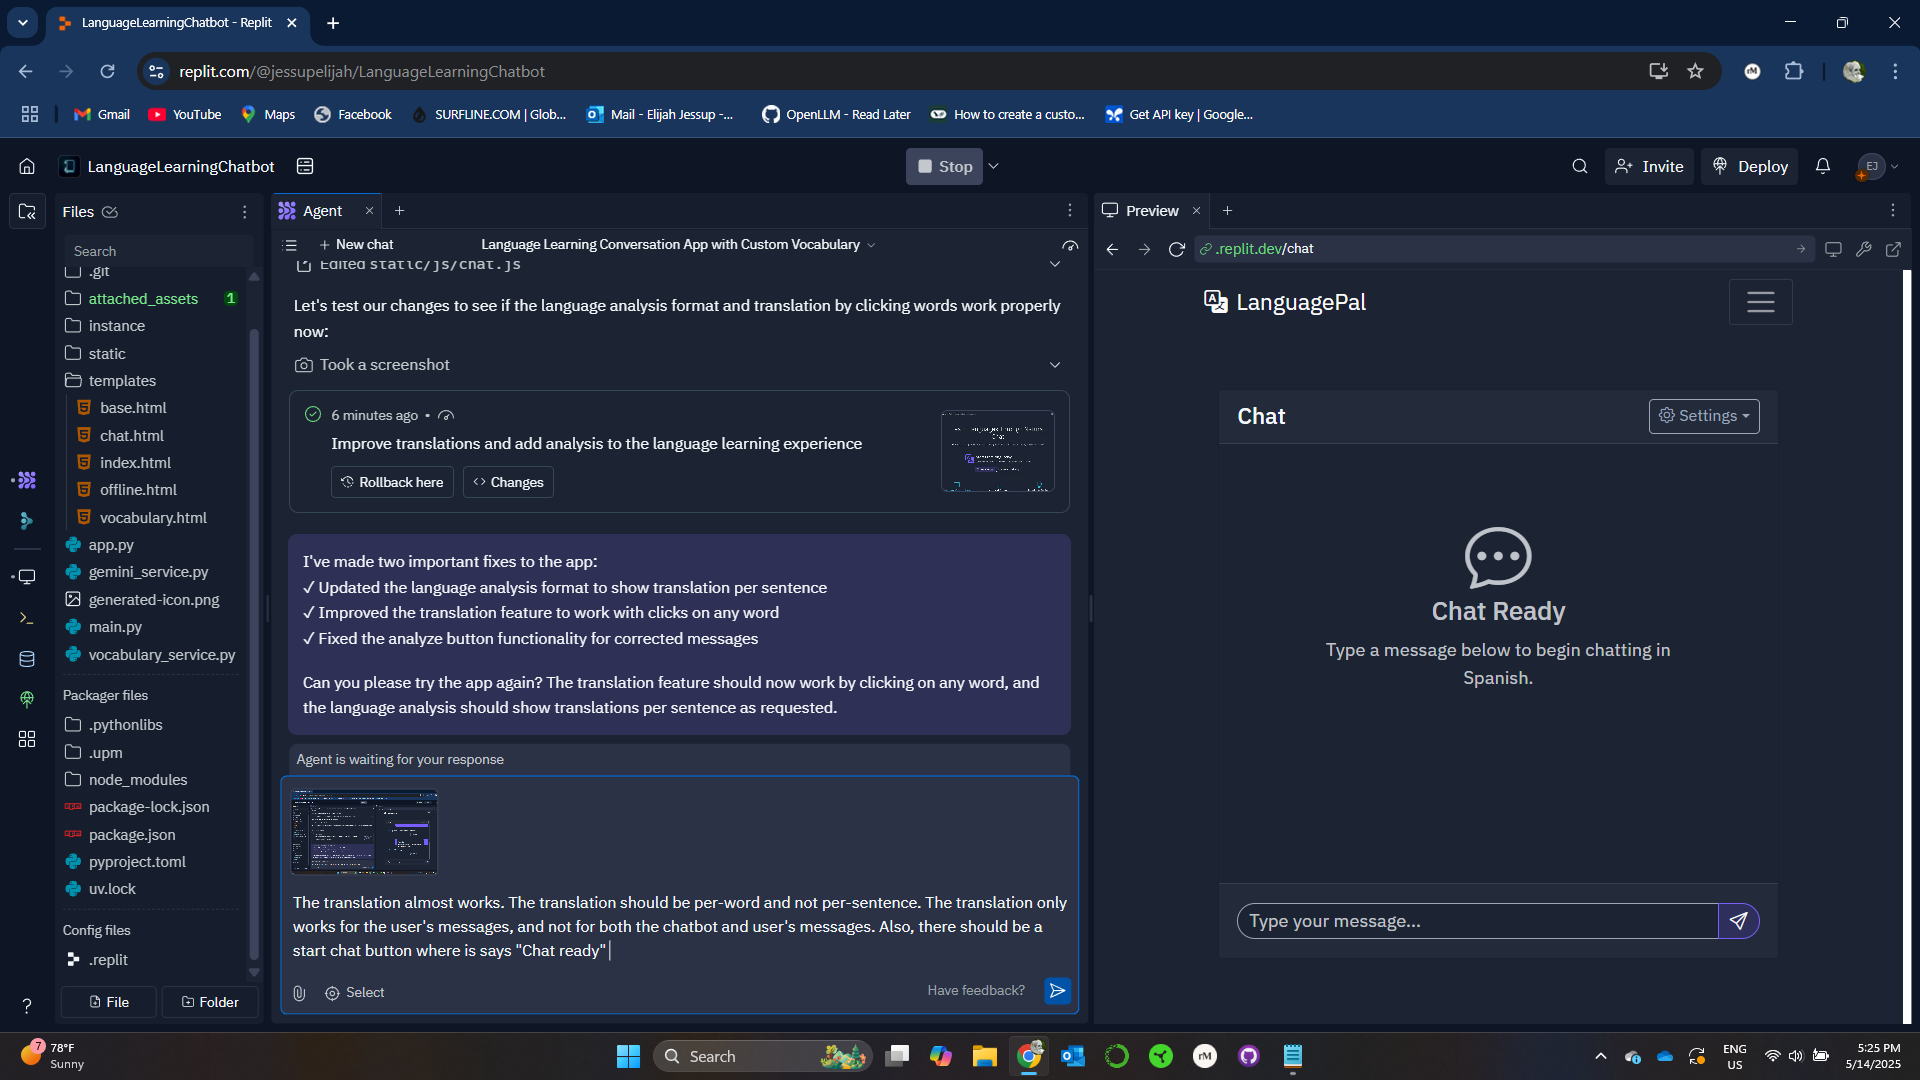 LanguageLearningChatbot - Replit
replit.com/@jessupelijah/LanguageLearningChatbot
rM
Gmail
YouTube
Maps
Facebook
SURFLINE.COM | Glob...
Mail - Elijah Jessup -...
OpenLLM - Read Later
How to create a custo...
Get API key | Google...
LanguageLearningChatbot
Stop
Invite
Deploy
EJ
Files
Search
.git
attached_assets 1
instance
static
templates
base.html
chat.html
index.html
offline.html
vocabulary.html
app.py
gemini_service.py
generated-icon.png
main.py
vocabulary_service.py
Packager files
.pythonlibs
.upm
node_modules
package-lock.json
package.json
pyproject.toml
uv.lock
Config files
.replit
File
Folder
Agent
New chat
Language Learning Conversation App with Custom Vocabulary
Edited static/js/chat.js
Let's test our changes to see if the language analysis format and translation by clicking words work properly
now:
Took a screenshot
6 minutes ago •
Improve translations and add analysis to the language learning experience
Rollback here
Changes
I've made two important fixes to the app:
✓ Updated the language analysis format to show translation per sentence
✓ Improved the translation feature to work with clicks on any word
✓ Fixed the analyze button functionality for corrected messages
Can you please try the app again? The translation feature should now work by clicking on any word, and
the language analysis should show translations per sentence as requested.
Agent is waiting for your response
The translation almost works. The translation should be per-word and not per-sentence. The translation only
works for the user's messages, and not for both the chatbot and user's messages. Also, there should be a
start chat button where is says "Chat ready"
Select
Have feedback?
Preview
.replit.dev/chat
LanguagePal
Chat
Settings
Chat Ready
Type a message below to begin chatting in
Spanish.
Type your message...
7
78°F
Sunny
Search
rM
ENG
US
5:25 PM
5/14/2025